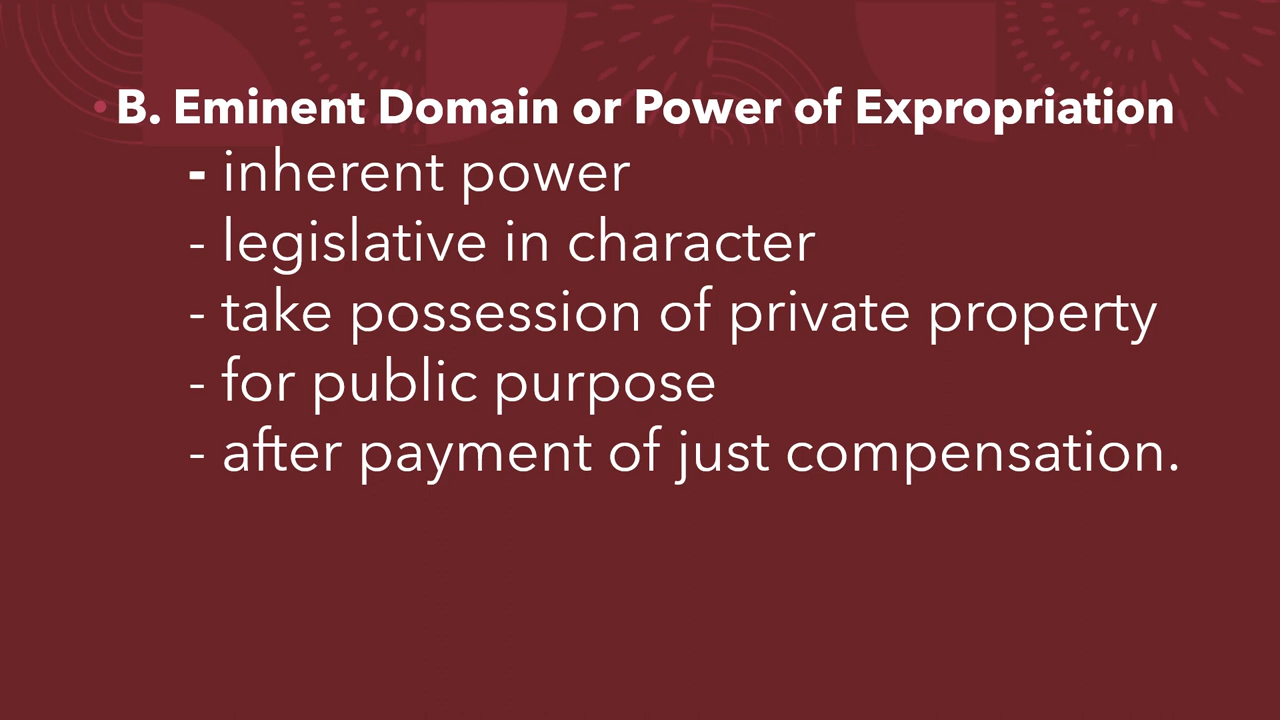 • B. Eminent Domain or Power of Expropriation
- inherent power
- legislative in character
- take possession of private property
- for public purpose
- after payment of just compensation.